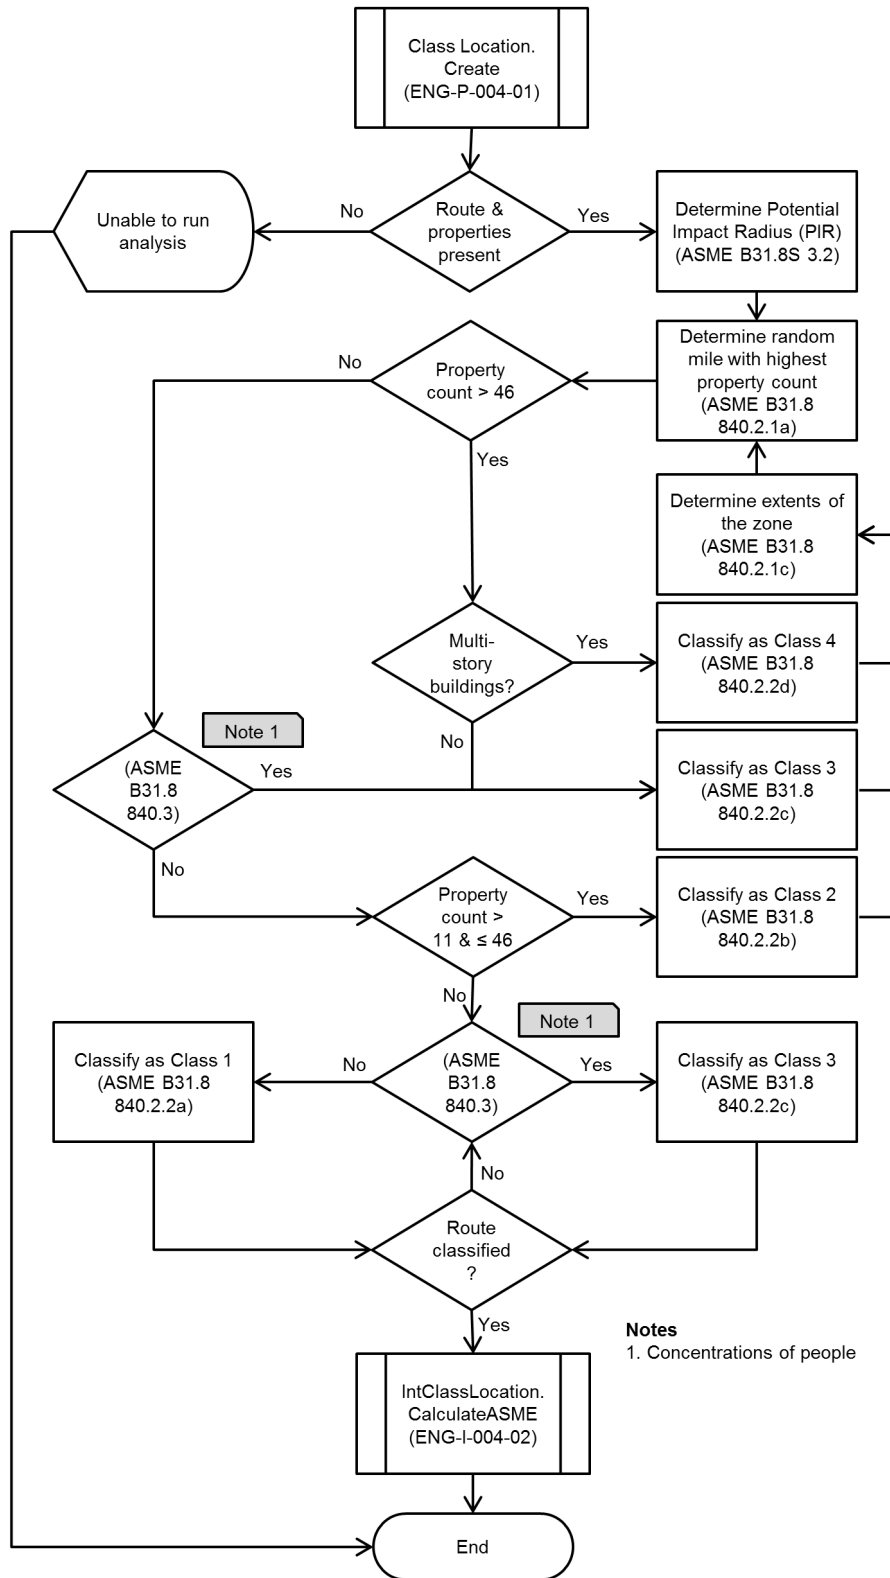 Class Location.
Create
(ENG-P-004-01)
Unable to run
analysis
No
Route &
properties
present
Yes
Determine Potential
Impact Radius (PIR)
(ASME B31.8S 3.2)
No
Property
count > 46
Yes
Determine random
mile with highest
property count
(ASME B31.8
840.2.1a)
Determine extents of
the zone
(ASME B31.8
840.2.1c)
Multi-
story
buildings?
Yes
No
Classify as Class 4
(ASME B31.8
840.2.2d)
Note 1
(ASME
B31.8
840.3)
Yes
No
Classify as Class 3
(ASME B31.8
840.2.2c)
Property
count >
11 & ≤ 46
Yes
No
Classify as Class 2
(ASME B31.8
840.2.2b)
Note 1
Classify as Class 1
(ASME B31.8
840.2.2a)
No
(ASME
B31.8
840.3)
Yes
Classify as Class 3
(ASME B31.8
840.2.2c)
No
Route
classified
?
Yes
Notes
1. Concentrations of people
IntClassLocation.
CalculateASME
(ENG-I-004-02)
End